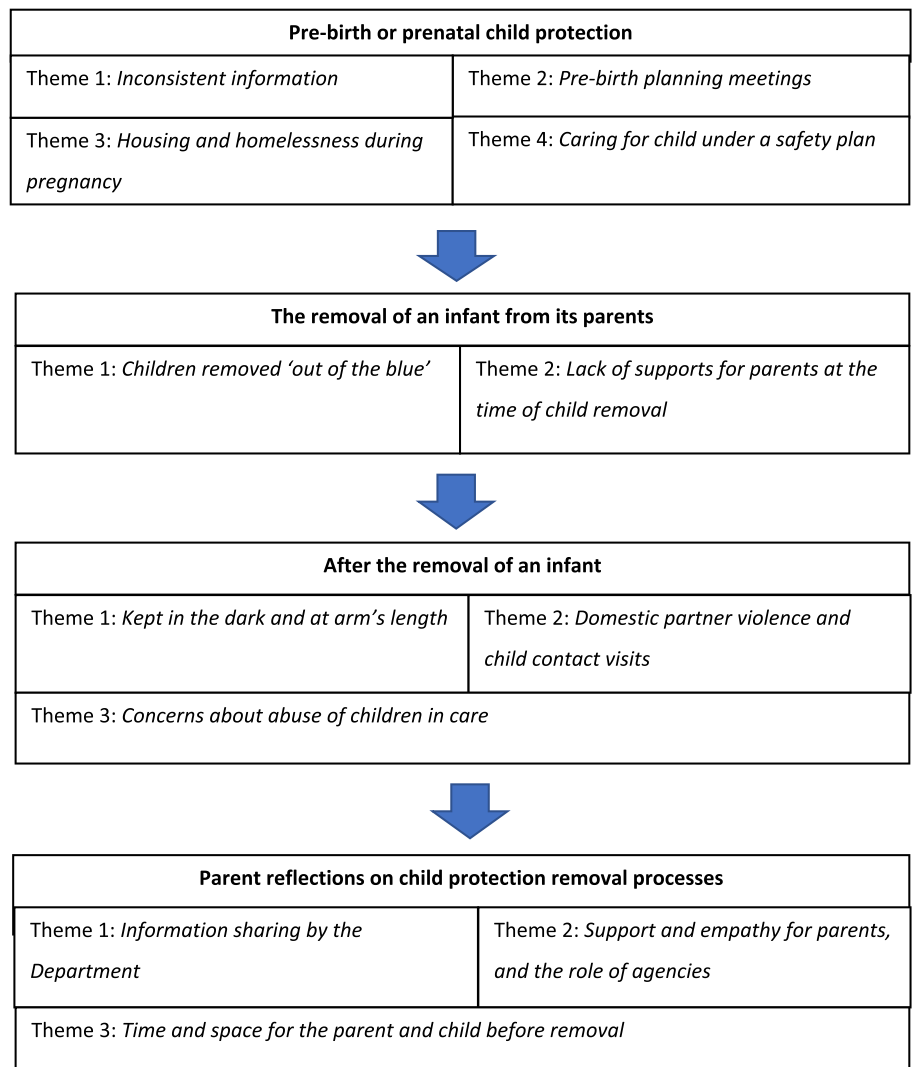 Pre-birth or prenatal child protection
Theme 1: Inconsistent information
Theme 2: Pre-birth planning meetings
Theme 3: Housing and homelessness during
pregnancy
Theme 4: Caring for child under a safety plan
The removal of an infant from its parents
Theme 1: Children removed ‘out of the blue’
Theme 2: Lack of supports for parents at the
time of child removal
After the removal of an infant
Theme 1: Kept in the dark and at arm’s length
Theme 2: Domestic partner violence and
child contact visits
Theme 3: Concerns about abuse of children in care
Parent reflections on child protection removal processes
Theme 1: Information sharing by the
Department
Theme 2: Support and empathy for parents,
and the role of agencies
Theme 3: Time and space for the parent and child before removal